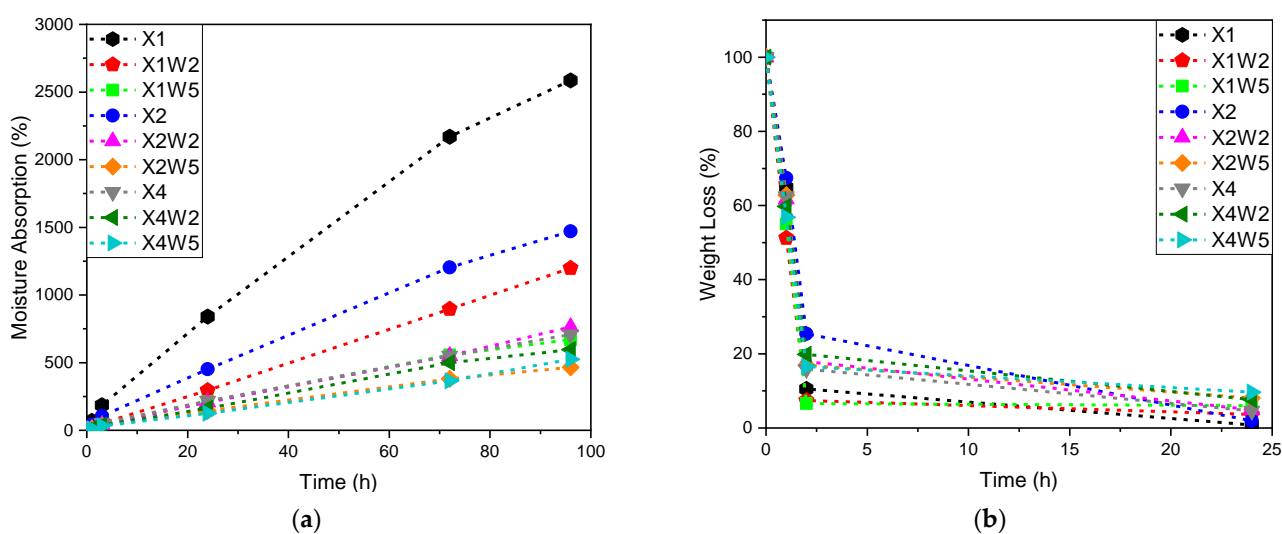 3000
2500
2000
1500
1000
500
0
Moisture Absorption (%)
X1
X1W2
X1W5
X2
X2W2
X2W5
X4
X4W2
X4W5
0 20 40 60 80 100
Time (h)
(a)
100
80
60
40
20
0
Weight Loss (%)
X1
X1W2
X1W5
X2
X2W2
X2W5
X4
X4W2
X4W5
0 5 10 15 20 25
Time (h)
(b)